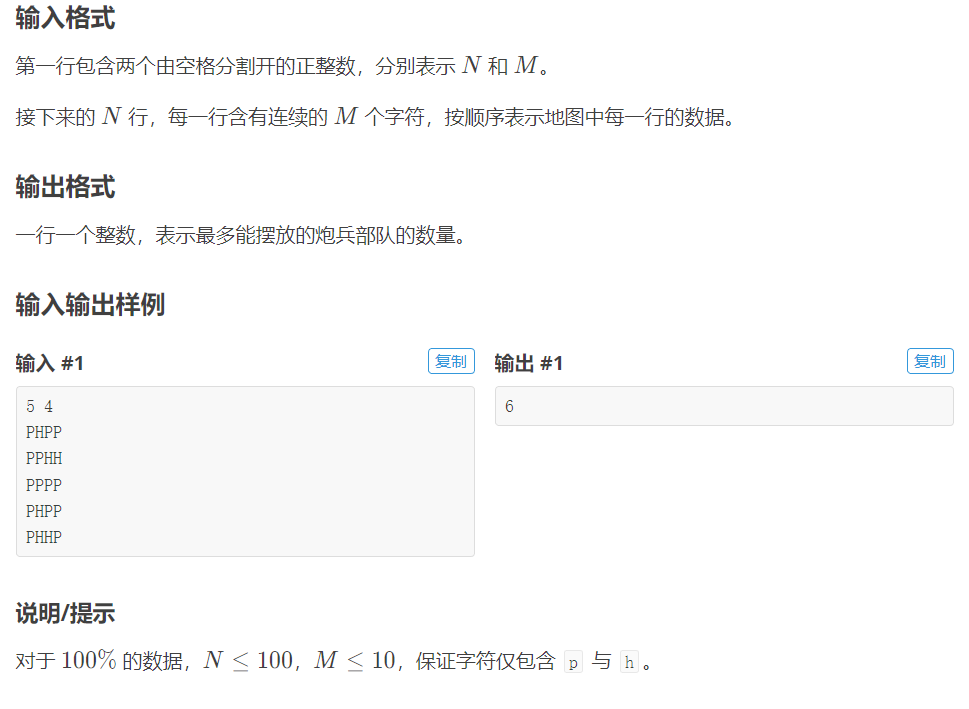 输入格式
第一行包含两个由空格分割开的正整数，分别表示 N 和 M。
接下来的 N 行，每一行含有连续的 M 个字符，按顺序表示地图中每一行的数据。
输出格式
一行一个整数，表示最多能摆放的炮兵部队的数量。
输入输出样例
输入 #1 复制
5 4
PHPP
PPHH
PPPP
PHPP
PHHP
输出 #1 复制
6
说明/提示
对于 100% 的数据，N ≤ 100，M ≤ 10，保证字符仅包含 p 与 h 。